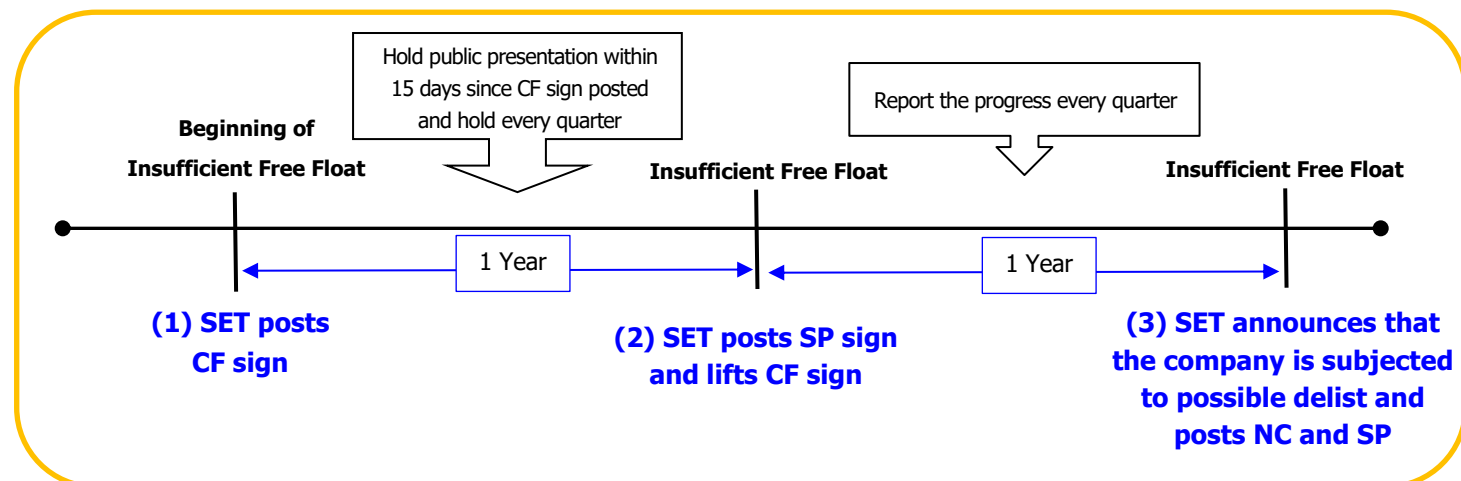 Hold public presentation within
15 days since CF sign posted
and hold every quarter
Report the progress every quarter
Beginning of
Insufficient Free Float
Insufficient Free Float
Insufficient Free Float
1 Year
1 Year
(1) SET posts
CF sign
(2) SET posts SP sign
and lifts CF sign
(3) SET announces that
the company is subjected
to possible delist and
posts NC and SP